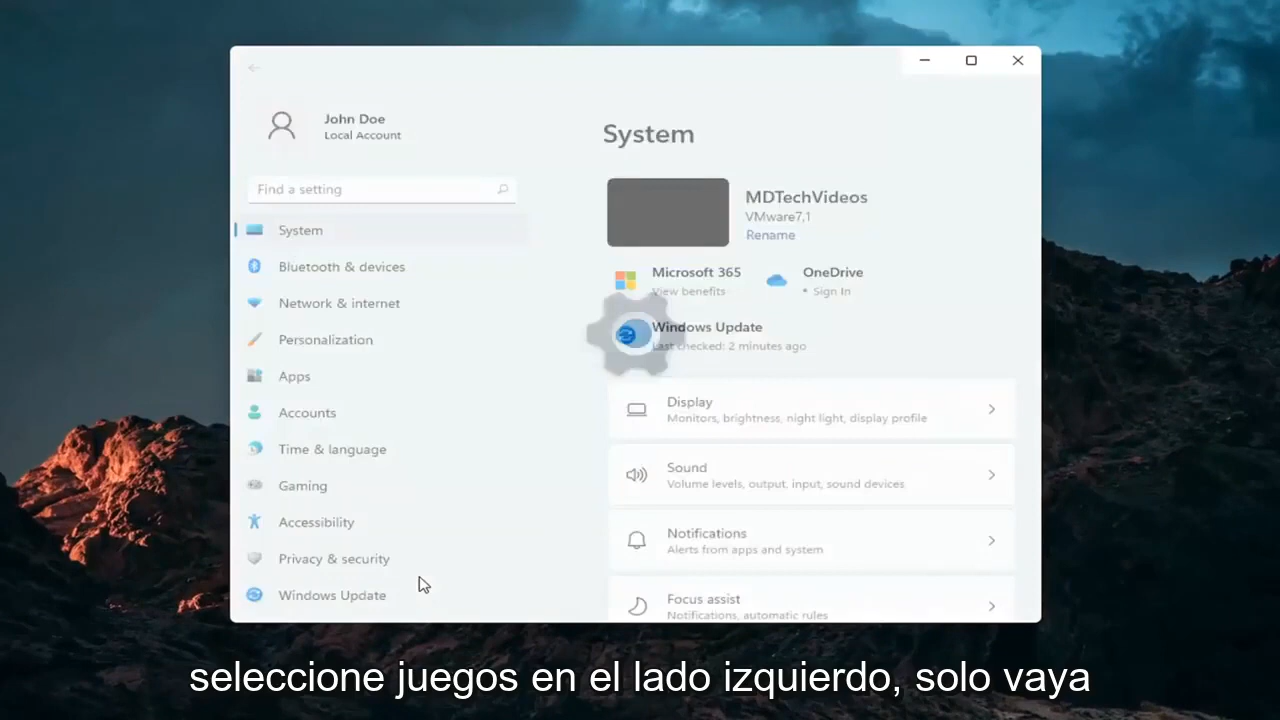 John Doe
Local Account
Find a setting
System
Bluetooth & devices
Network & internet
Personalization
Apps
Accounts
Time & language
Gaming
Accessibility
Privacy & security
Windows Update
System
MDTechVideos
VMware7,1
Rename
Microsoft 365
View benefits
OneDrive
• Sign In
Windows Update
Last checked: 2 minutes ago
Display
Monitors, brightness, night light, display profile
Sound
Volume levels, output, input, sound devices
Notifications
Alerts from apps and system
Focus assist
Notifications, automatic rules
seleccione juegos en el lado izquierdo, solo vaya